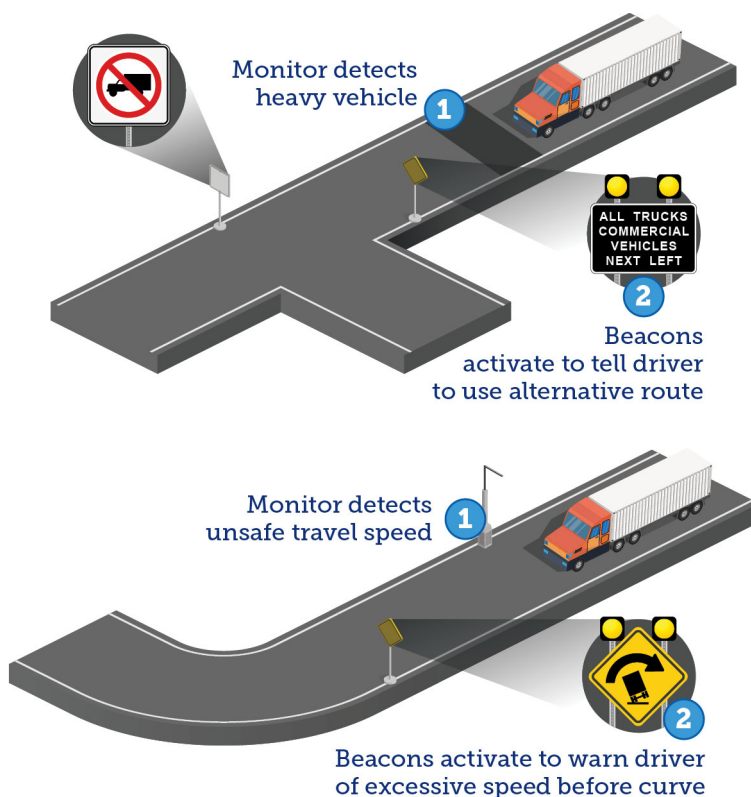 Monitor detects
heavy vehicle
1
ALL TRUCKS
COMMERCIAL
VEHICLES
NEXT LEFT
2
Beacons
activate to tell driver
to use alternative route
Monitor detects
unsafe travel speed
1
2
Beacons activate to warn driver
of excessive speed before curve